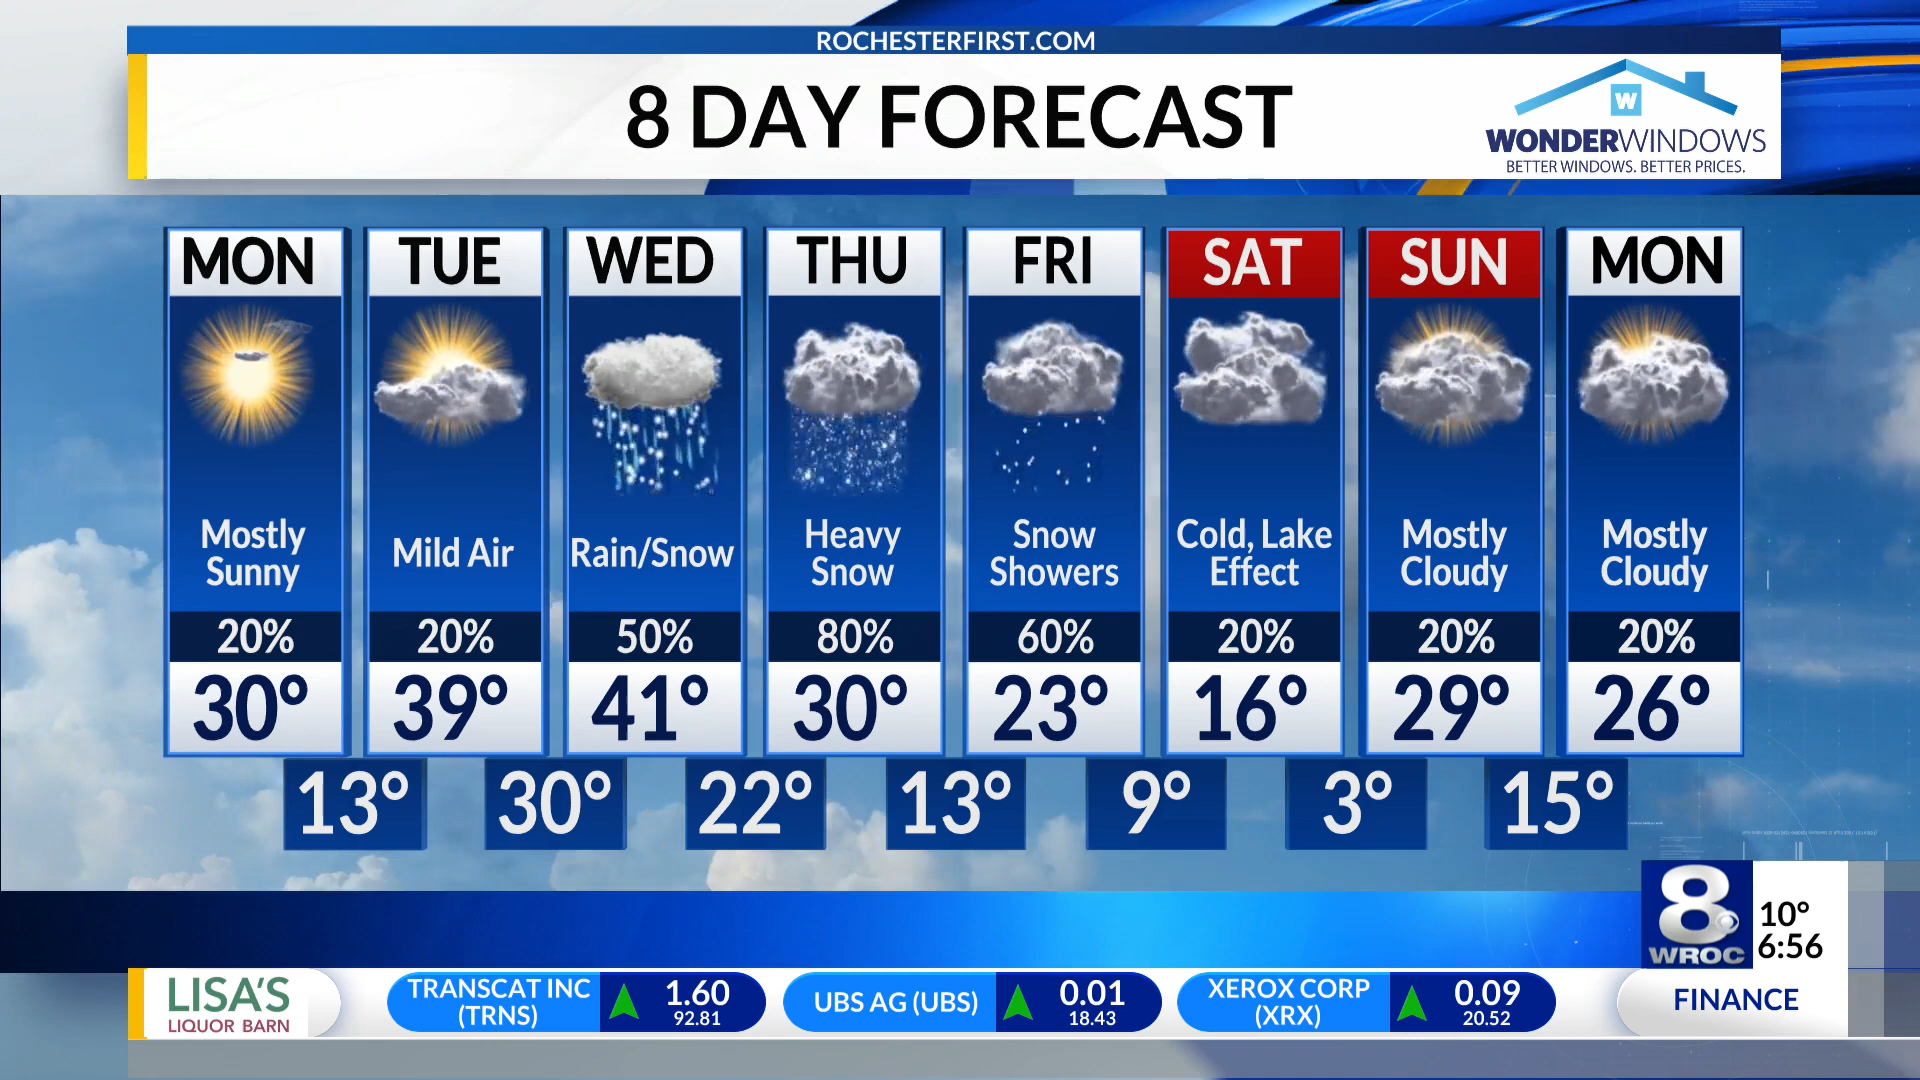 ROCHESTERFIRST.COM
8 DAY FORECAST
W
WONDERWINDOWS
BETTER WINDOWS. BETTER PRICES.
MON TUE WED THU FRI SAT SUN MON
Mostly
Sunny
Mild Air
Rain/Snow
Heavy
Snow
Snow
Showers
Cold, Lake
Effect
Mostly
Cloudy
Mostly
Cloudy
20% 20% 50% 80% 60% 20% 20% 20%
30° 39° 41° 30° 23° 16° 29° 26°
13° 30° 22° 13° 9° 3° 15°
8
WROC
10°
6:56
LISA'S
LIQUOR BARN
TRANSCAT INC
(TRNS)
1.60
92.81
UBS AG (UBS)
0.01
18.43
XEROX CORP
(XRX)
0.09
20.52
FINANCE